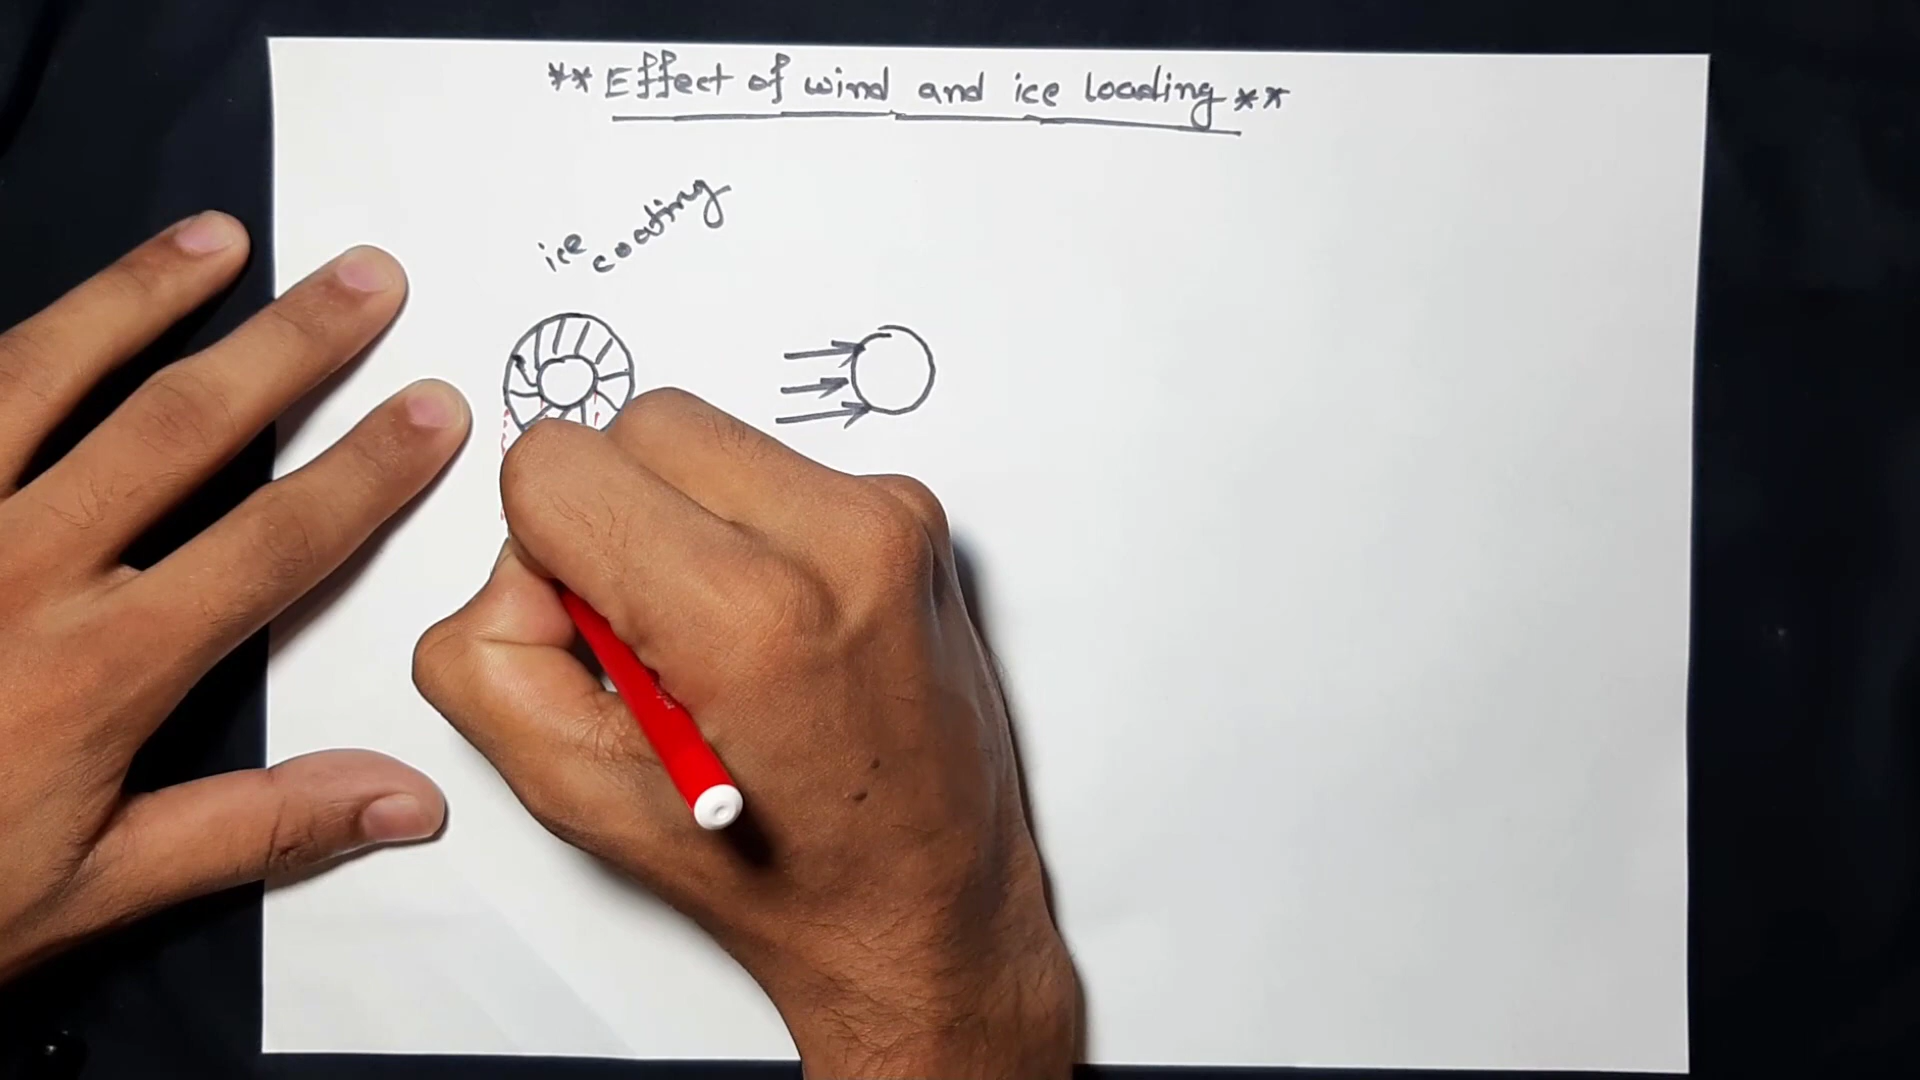 ** Effect of wind and ice loading **
ice coating